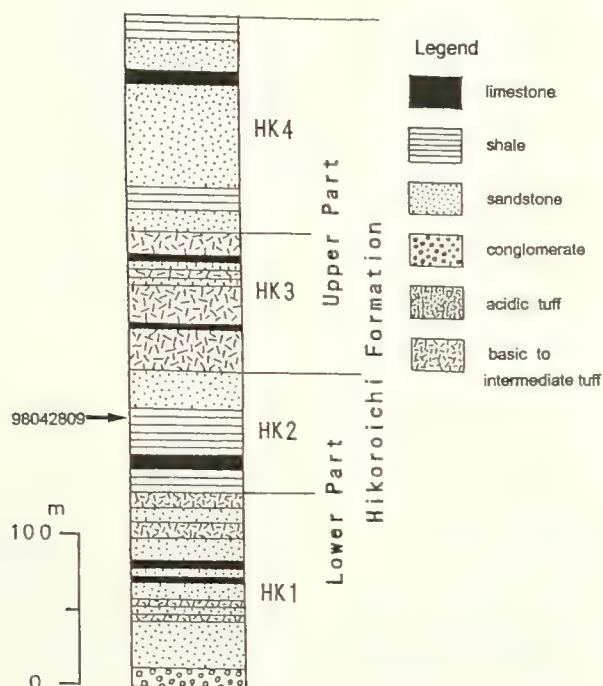 Legend
limestone
shale
sandstone
conglomerate
acidic tuff
basic to
intermediate tuff
HK4
HK3
HK2
HK1
Upper Part
Lower Part
Hikoroichi Formation
98042809
m
100
0